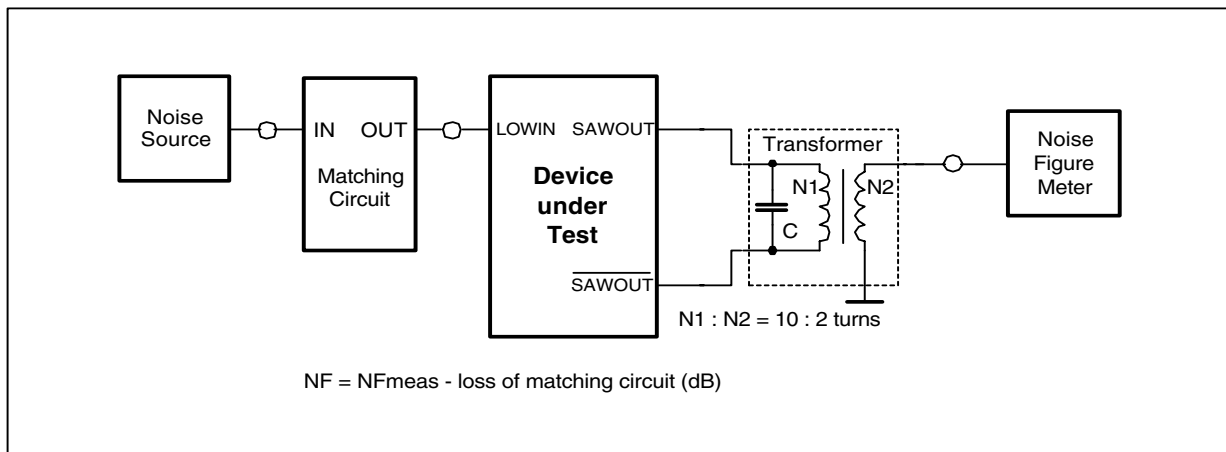 Noise
Source
IN OUT
Matching
Circuit
LOWIN SAWOUT
Device
under
Test
SAWOUT
Transformer
N1 N2
C
N1 : N2 = 10 : 2 turns
Noise
Figure
Meter
NF = NFmeas - loss of matching circuit (dB)